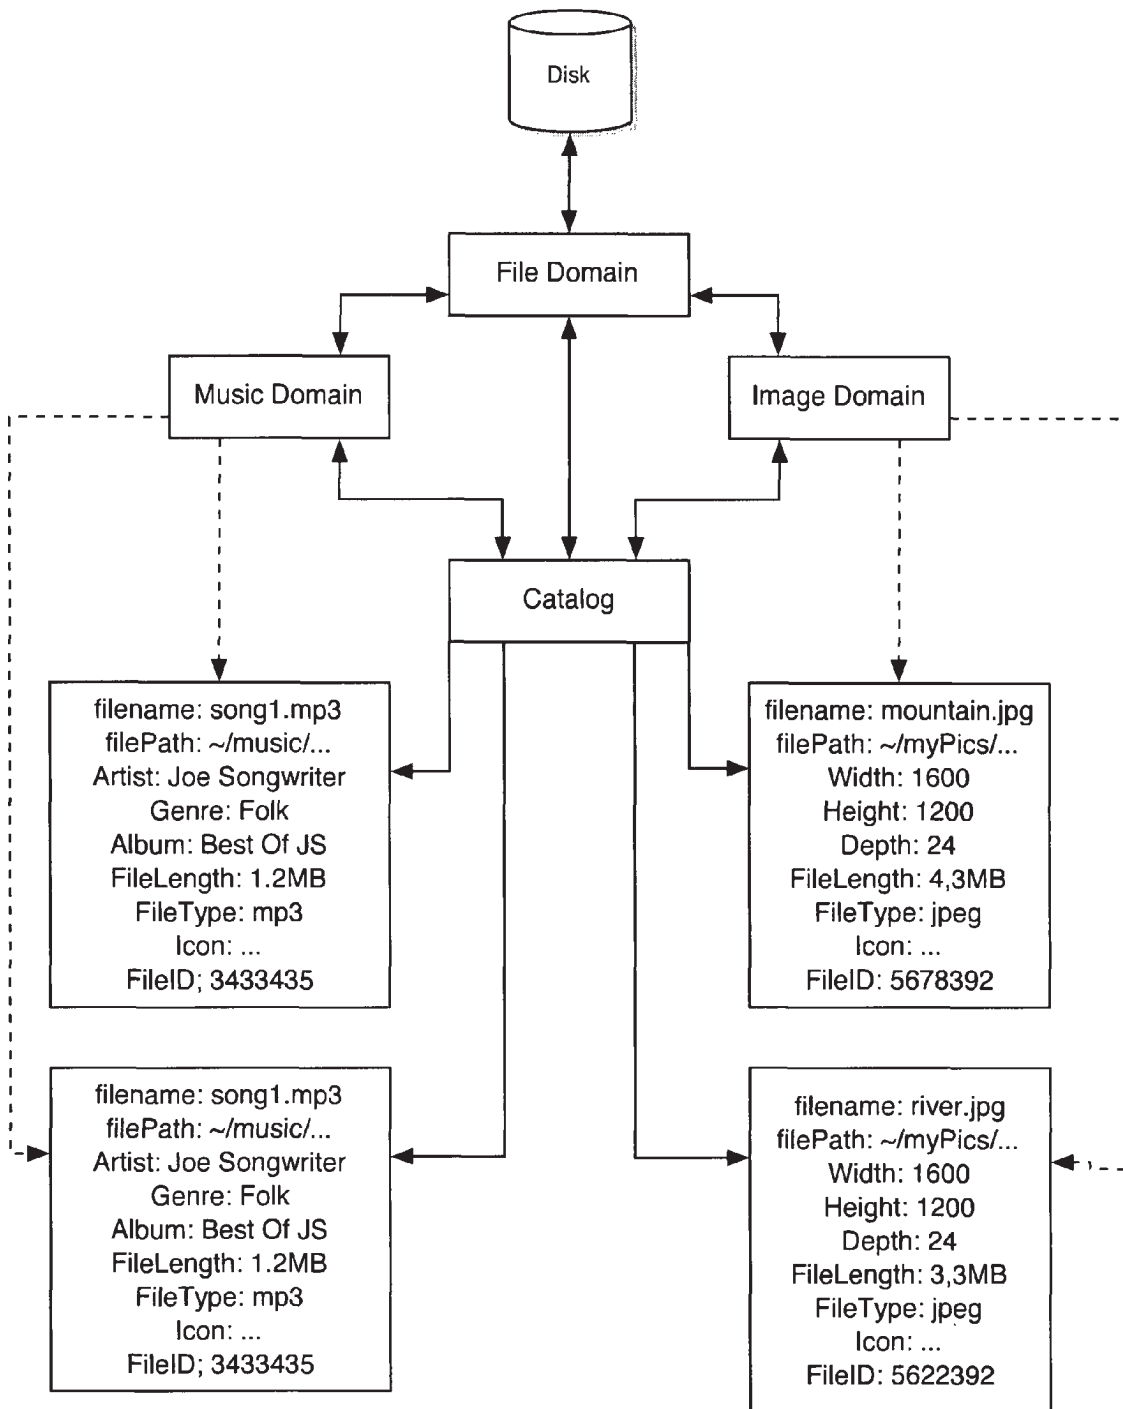 Disk
File Domain
Music Domain
Image Domain
Catalog
filename: song1.mp3
filePath: ~/music/...
Artist: Joe Songwriter
Genre: Folk
Album: Best Of JS
FileLength: 1.2MB
FileType: mp3
Icon: ...
FileID; 3433435
filename: mountain.jpg
filePath: ~/myPics/...
Width: 1600
Height: 1200
Depth: 24
FileLength: 4,3MB
FileType: jpeg
Icon: ...
FileID: 5678392
filename: song1.mp3
filePath: ~/music/...
Artist: Joe Songwriter
Genre: Folk
Album: Best Of JS
FileLength: 1.2MB
FileType: mp3
Icon: ...
FileID; 3433435
filename: river.jpg
filePath: ~/myPics/...
Width: 1600
Height: 1200
Depth: 24
FileLength: 3,3MB
FileType: jpeg
Icon: ...
FileID: 5622392